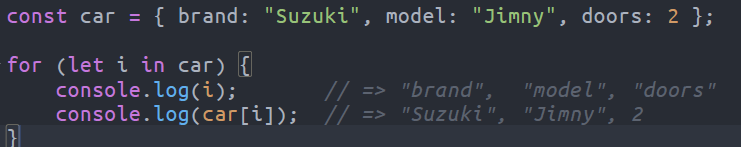 const car = { brand: "Suzuki", model: "Jimny", doors: 2 };

for (let i in car) {
    console.log(i);       // => "brand",  "model", "doors"
    console.log(car[i]);  // => "Suzuki", "Jimny", 2
}